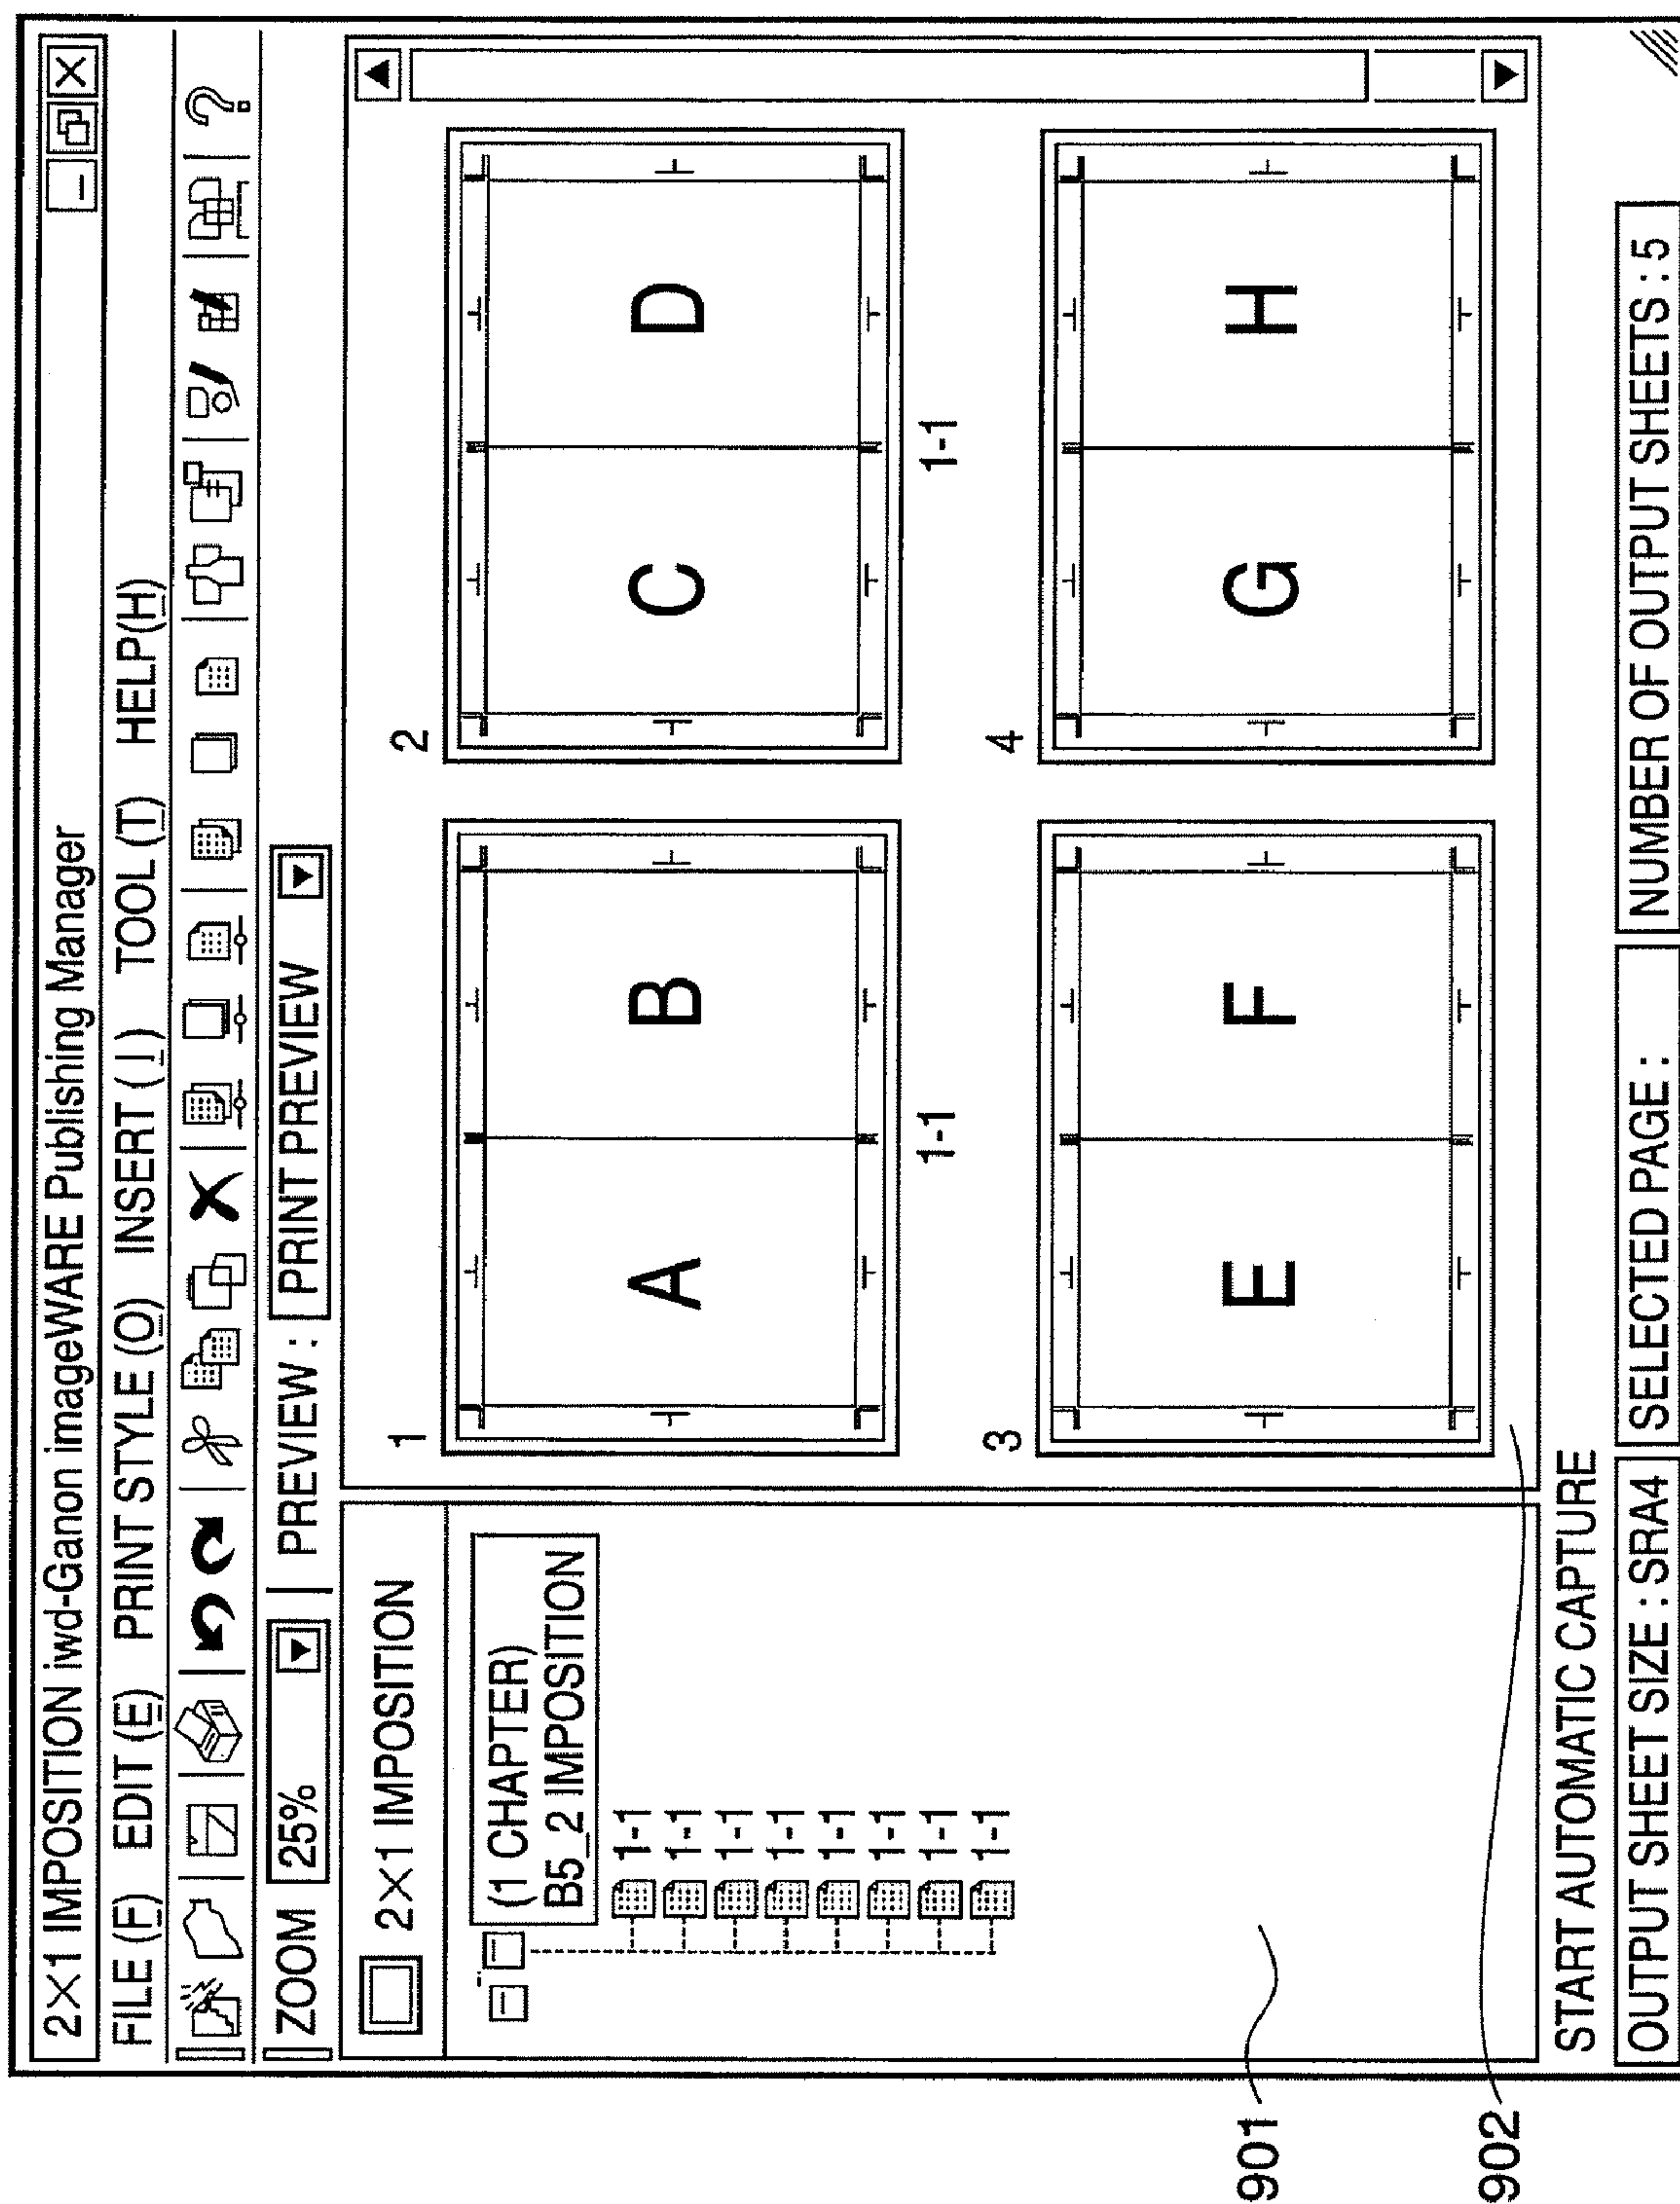 2×1 IMPOSITION iwd-Ganon imageWARE Publishing Manager
FILE (F) EDIT (E) PRINT STYLE (O) INSERT (I) TOOL (T) HELP(H)
ZOOM 25% PREVIEW : PRINT PREVIEW
2×1 IMPOSITION
(1 CHAPTER)
B5_2 IMPOSITION
1-1
1-1
1-1
1-1
1-1
1-1
1-1
1-1
1 2
A B C D
1-1 1-1
3 4
E F G H
901
902
START AUTOMATIC CAPTURE
OUTPUT SHEET SIZE : SRA4 SELECTED PAGE : NUMBER OF OUTPUT SHEETS : 5